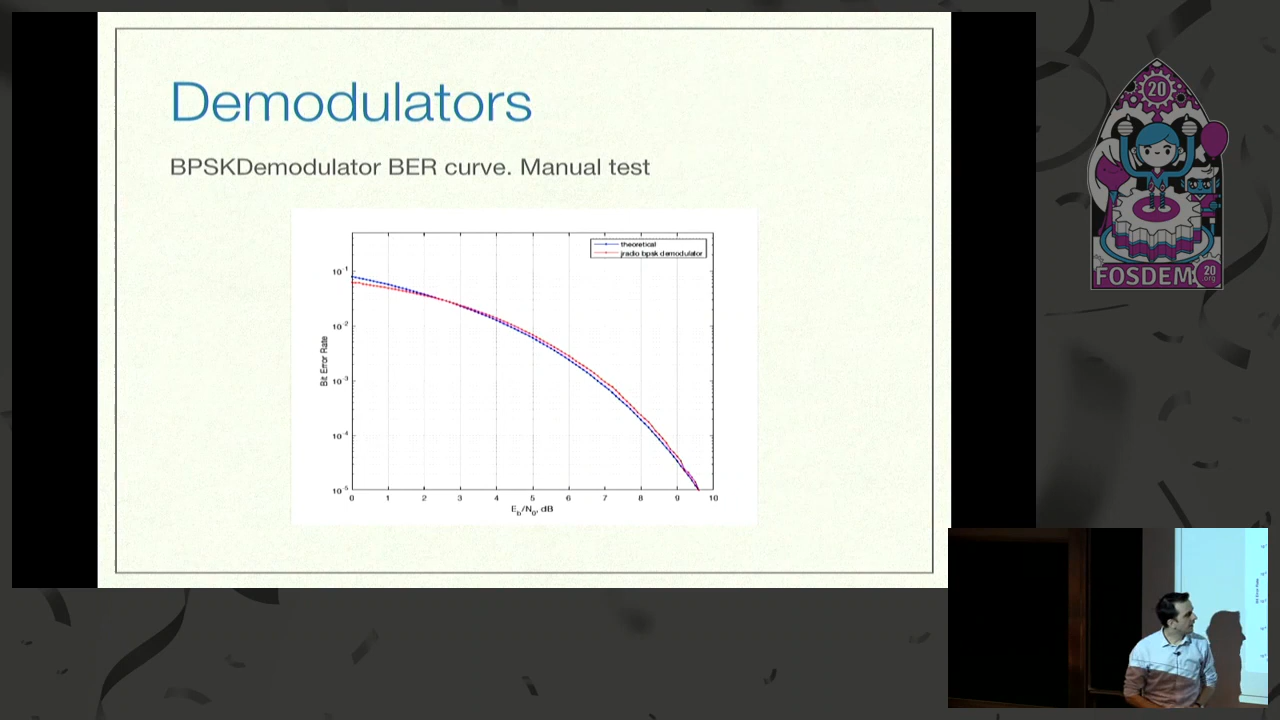 Demodulators
BPSKDemodulator BER curve. Manual test
theoretical
jradio bpsk demodulator
10-1
10-2
10-3
10-4
10-5
Bit Error Rate
0 1 2 3 4 5 6 7 8 9 10
Eb/N0, dB
20
FOSDEM
20
org